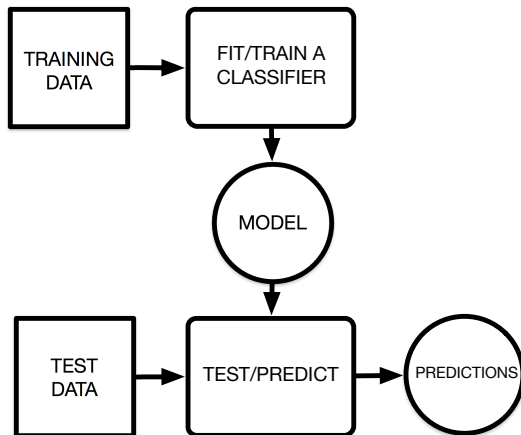 TRAINING
DATA
FIT/TRAIN A
CLASSIFIER
MODEL
TEST
DATA
TEST/PREDICT
PREDICTIONS